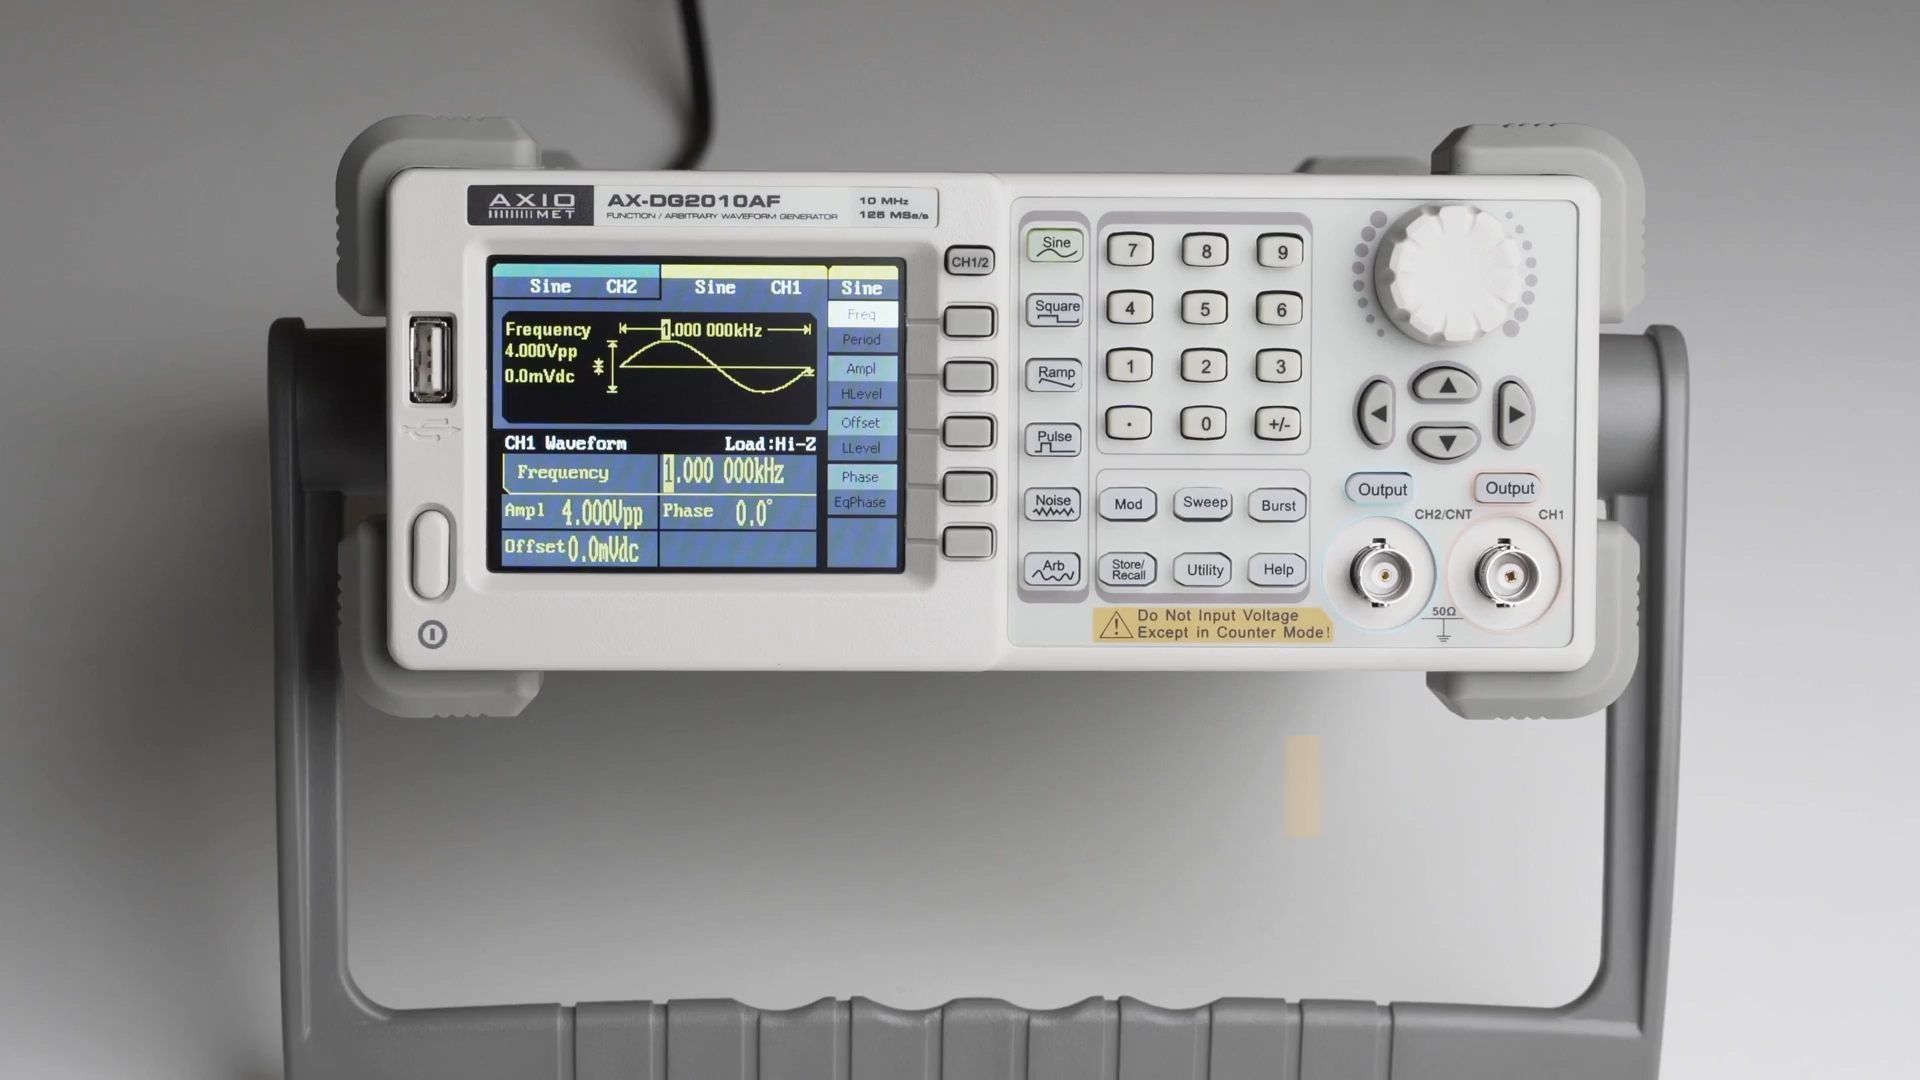 AXIO
MET
AX-DG2010AF
FUNCTION / ARBITRARY WAVEFORM GENERATOR
10 MHz
125 MSa/s
Sine CH2
Sine CH1
Sine
Freq
Period
Ampl
HLevel
Offset
LLevel
Phase
EqPhase
Frequency
1.000 000kHz
4.000Vpp
0.0mVdc
CH1 Waveform
Load:Hi-Z
Frequency
1.000 000kHz
Ampl 4.000Vpp
Phase 0.0°
Offset 0.0mVdc
CH1/2
Sine
Square
Ramp
Pulse
Noise
Arb
7 8 9
4 5 6
1 2 3
. 0 +/-
Mod Sweep Burst
Store/
Recall
Utility
Help
Do Not Input Voltage
Except in Counter Mode!
Output
Output
CH2/CNT
CH1
50Ω